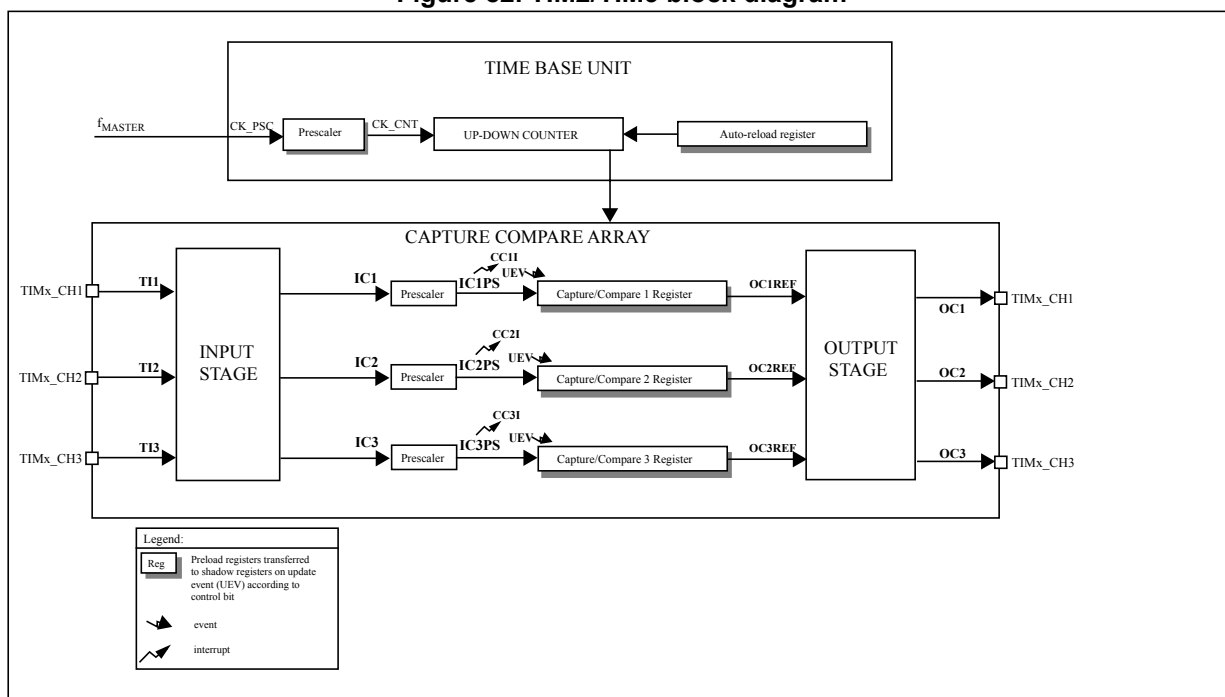 Figure 32. TIM2/TIM3 block diagram
TIME BASE UNIT
fMASTER
CK_PSC
Prescaler
CK_CNT
UP-DOWN COUNTER
Auto-reload register
CAPTURE COMPARE ARRAY
TIMx_CH1
TI1
INPUT
STAGE
IC1
Prescaler
IC1PS
CC1I
UEV
Capture/Compare 1 Register
OC1REF
OUTPUT
STAGE
OC1
TIMx_CH1
TIMx_CH2
TI2
IC2
Prescaler
IC2PS
CC2I
UEV
Capture/Compare 2 Register
OC2REF
OC2
TIMx_CH2
TIMx_CH3
TI3
IC3
Prescaler
IC3PS
CC3I
UEV
Capture/Compare 3 Register
OC3REF
OC3
TIMx_CH3
Legend:
Reg
Preload registers transferred
to shadow registers on update
event (UEV) according to
control bit
event
interrupt